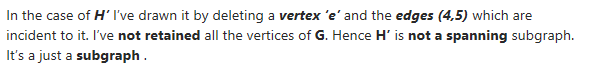 In the case of H’ I’ve drawn it by deleting a vertex ‘e’ and the edges (4,5) which are
incident to it. I’ve not retained all the vertices of G. Hence H’ is not a spanning subgraph.
It’s a just a subgraph .